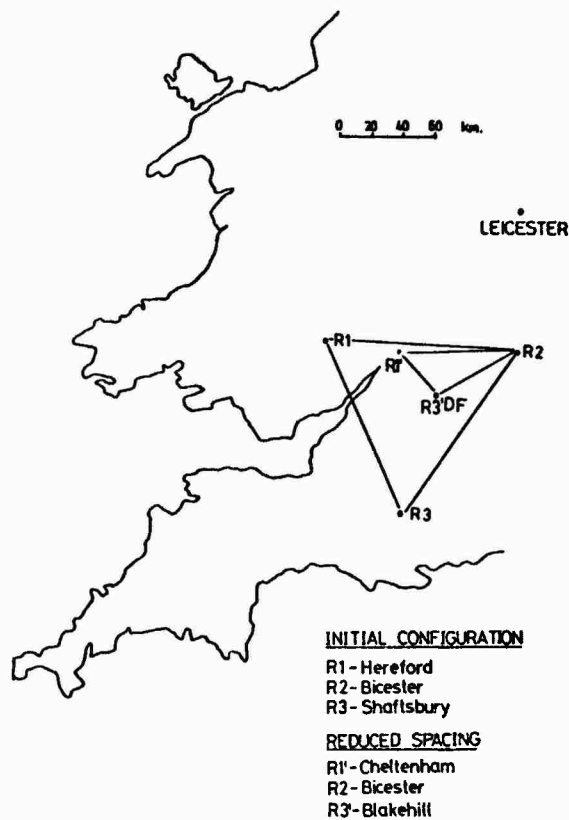 0 20 40 60 km.
LEICESTER
R1
R1'
R2
R3'DF
R3
INITIAL CONFIGURATION
R1-Hereford
R2-Bicester
R3-Shaftsbury
REDUCED SPACING
R1'-Cheltenham
R2-Bicester
R3'-Blakehill